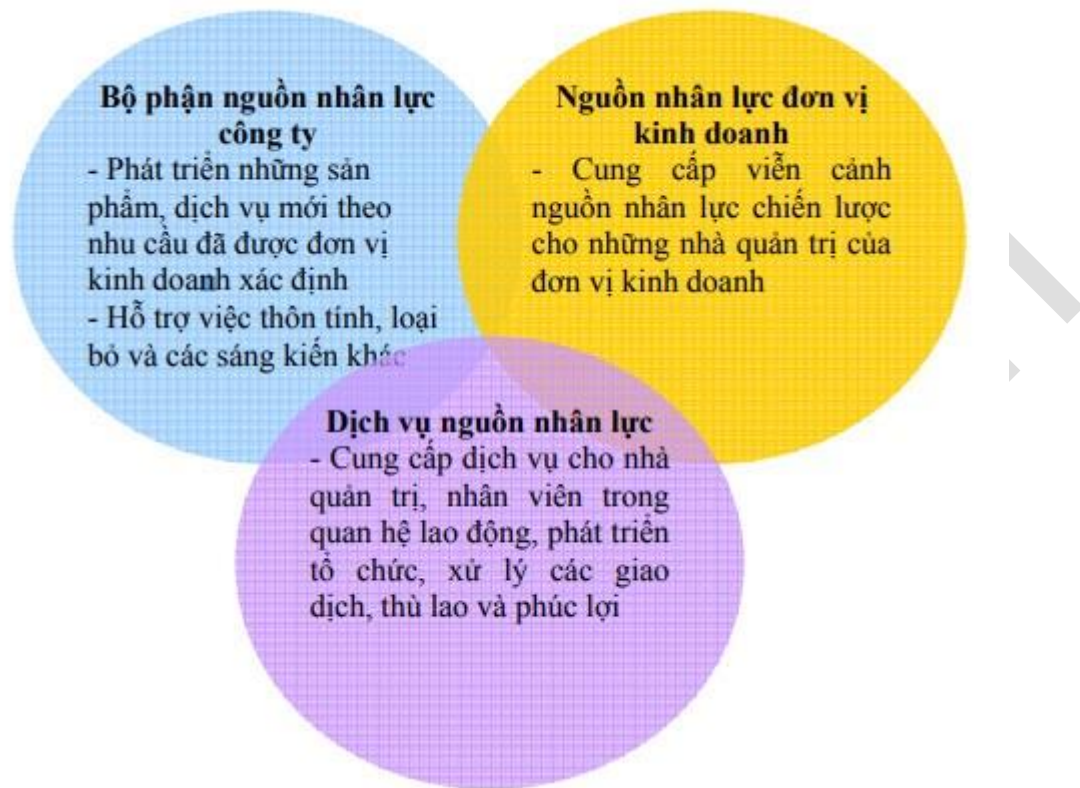 Bộ phận nguồn nhân lực
công ty
- Phát triển những sản
phẩm, dịch vụ mới theo
nhu cầu đã được đơn vị
kinh doanh xác định
- Hỗ trợ việc thôn tính, loại
bỏ và các sáng kiến khác
Nguồn nhân lực đơn vị
kinh doanh
- Cung cấp viễn cảnh
nguồn nhân lực chiến lược
cho những nhà quản trị của
đơn vị kinh doanh
Dịch vụ nguồn nhân lực
- Cung cấp dịch vụ cho nhà
quản trị, nhân viên trong
quan hệ lao động, phát triển
tổ chức, xử lý các giao
dịch, thù lao và phúc lợi